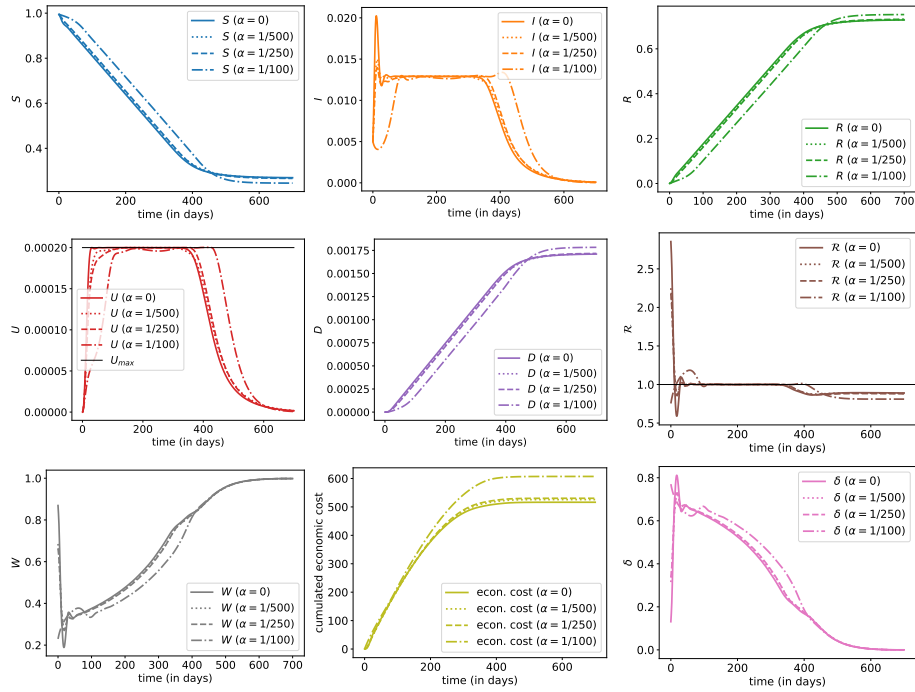 1.0
0.8
0.6
0.4
S
0
200
400
600
time (in days)
S (α = 0)
S (α = 1/500)
S (α = 1/250)
S (α = 1/100)
0.020
0.015
0.010
0.005
0.000
I
0
200
400
600
time (in days)
I (α = 0)
I (α = 1/500)
I (α = 1/250)
I (α = 1/100)
0.6
0.4
0.2
0.0
R
0
100
200
300
400
500
600
700
time (in days)
R (α = 0)
R (α = 1/500)
R (α = 1/250)
R (α = 1/100)
0.00020
0.00015
0.00010
0.00005
0.00000
U
0
200
400
600
time (in days)
U (α = 0)
U (α = 1/500)
U (α = 1/250)
U (α = 1/100)
Umax
0.00175
0.00150
0.00125
0.00100
0.00075
0.00050
0.00025
0.00000
D
0
200
400
600
time (in days)
D (α = 0)
D (α = 1/500)
D (α = 1/250)
D (α = 1/100)
2.5
2.0
1.5
1.0
0.5
ℛ
0
200
400
600
time (in days)
ℛ (α = 0)
ℛ (α = 1/500)
ℛ (α = 1/250)
ℛ (α = 1/100)
1.0
0.8
0.6
0.4
0.2
W
0
100
200
300
400
500
600
700
time (in days)
W (α = 0)
W (α = 1/500)
W (α = 1/250)
W (α = 1/100)
600
500
400
300
200
100
0
cumulated economic cost
0
200
400
600
time (in days)
econ. cost (α = 0)
econ. cost (α = 1/500)
econ. cost (α = 1/250)
econ. cost (α = 1/100)
0.8
0.6
0.4
0.2
0.0
δ
0
200
400
600
time (in days)
δ (α = 0)
δ (α = 1/500)
δ (α = 1/250)
δ (α = 1/100)